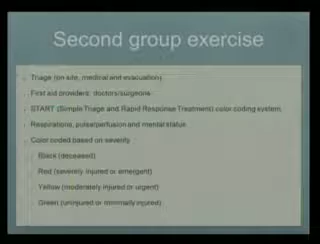 Second group exercise
Triage (on site, medical and evacuation)
First aid providers: doctors/surgeons
START (Simple Triage and Rapid Response Treatment) color coding system
Respirations, pulse/perfusion and mental status
Color coded based on severity
Black (deceased)
Red (severely injured or emergent)
Yellow (moderately injured or urgent)
Green (uninjured or minimally injured)